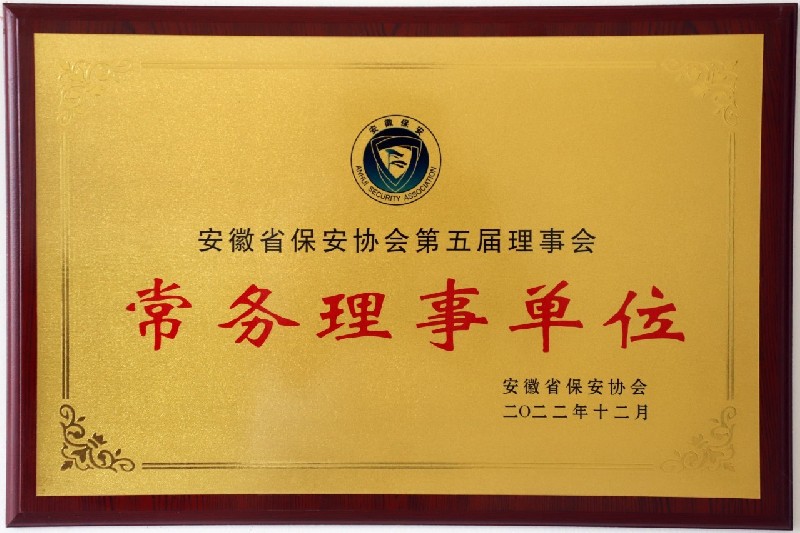 安徽保安
ANHUI SECURITY ASSOCIATION
安徽省保安协会第五届理事会
常务理事单位
安徽省保安协会
二〇二二年十二月